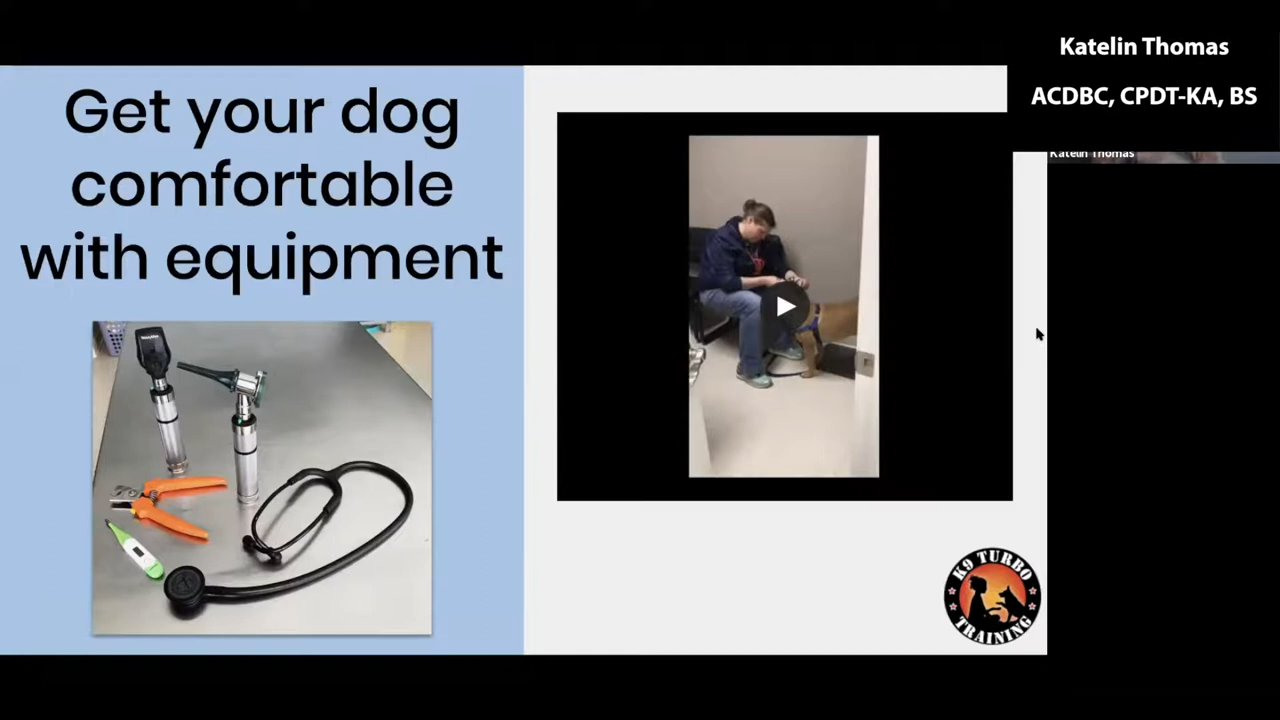 Katelin Thomas
ACDBC, CPDT-KA, BS
Katelin Thomas
Get your dog
comfortable
with equipment
K9 TURBO
TRAINING